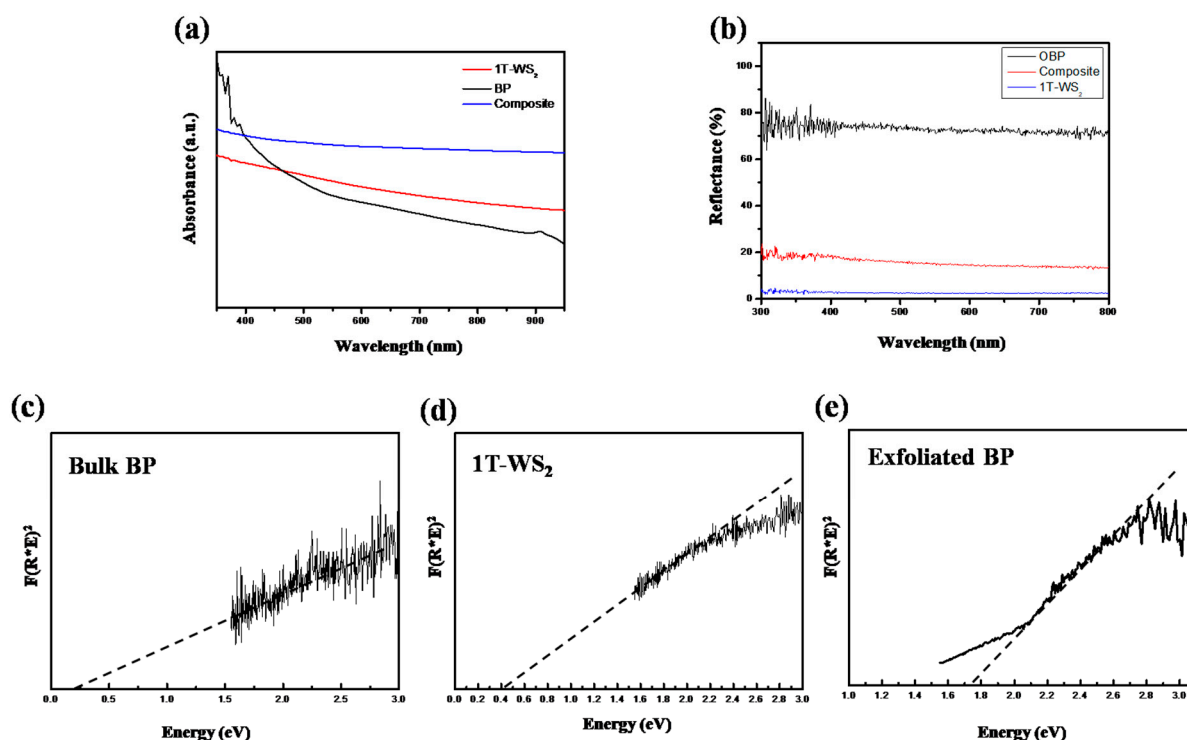 (a)
1T-WS₂
BP
Composite
Absorbance (a.u.)
400 500 600 700 800 900
Wavelength (nm)
(b)
OBP
Composite
1T-WS₂
Reflectance (%)
100
80
60
40
20
0
300 400 500 600 700 800
Wavelength (nm)
(c)
Bulk BP
F(R*E)²
0.0 0.5 1.0 1.5 2.0 2.5 3.0
Energy (eV)
(d)
1T-WS₂
F(R*E)²
0.0 0.2 0.4 0.6 0.8 1.0 1.2 1.4 1.6 1.8 2.0 2.2 2.4 2.6 2.8 3.0
Energy (eV)
(e)
Exfoliated BP
F(R*E)²
1.0 1.2 1.4 1.6 1.8 2.0 2.2 2.4 2.6 2.8 3.0
Energy (eV)